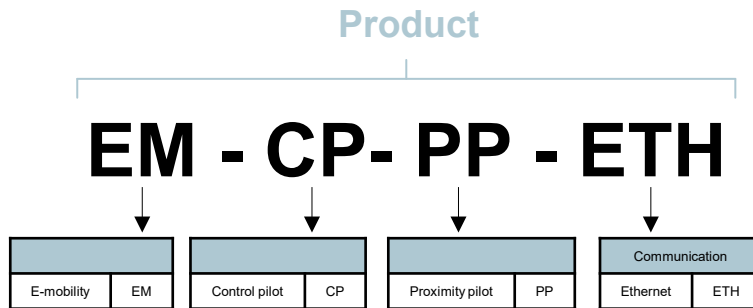 Product
EM - CP- PP - ETH
Communication
E-mobility EM Control pilot CP Proximity pilot PP Ethernet ETH